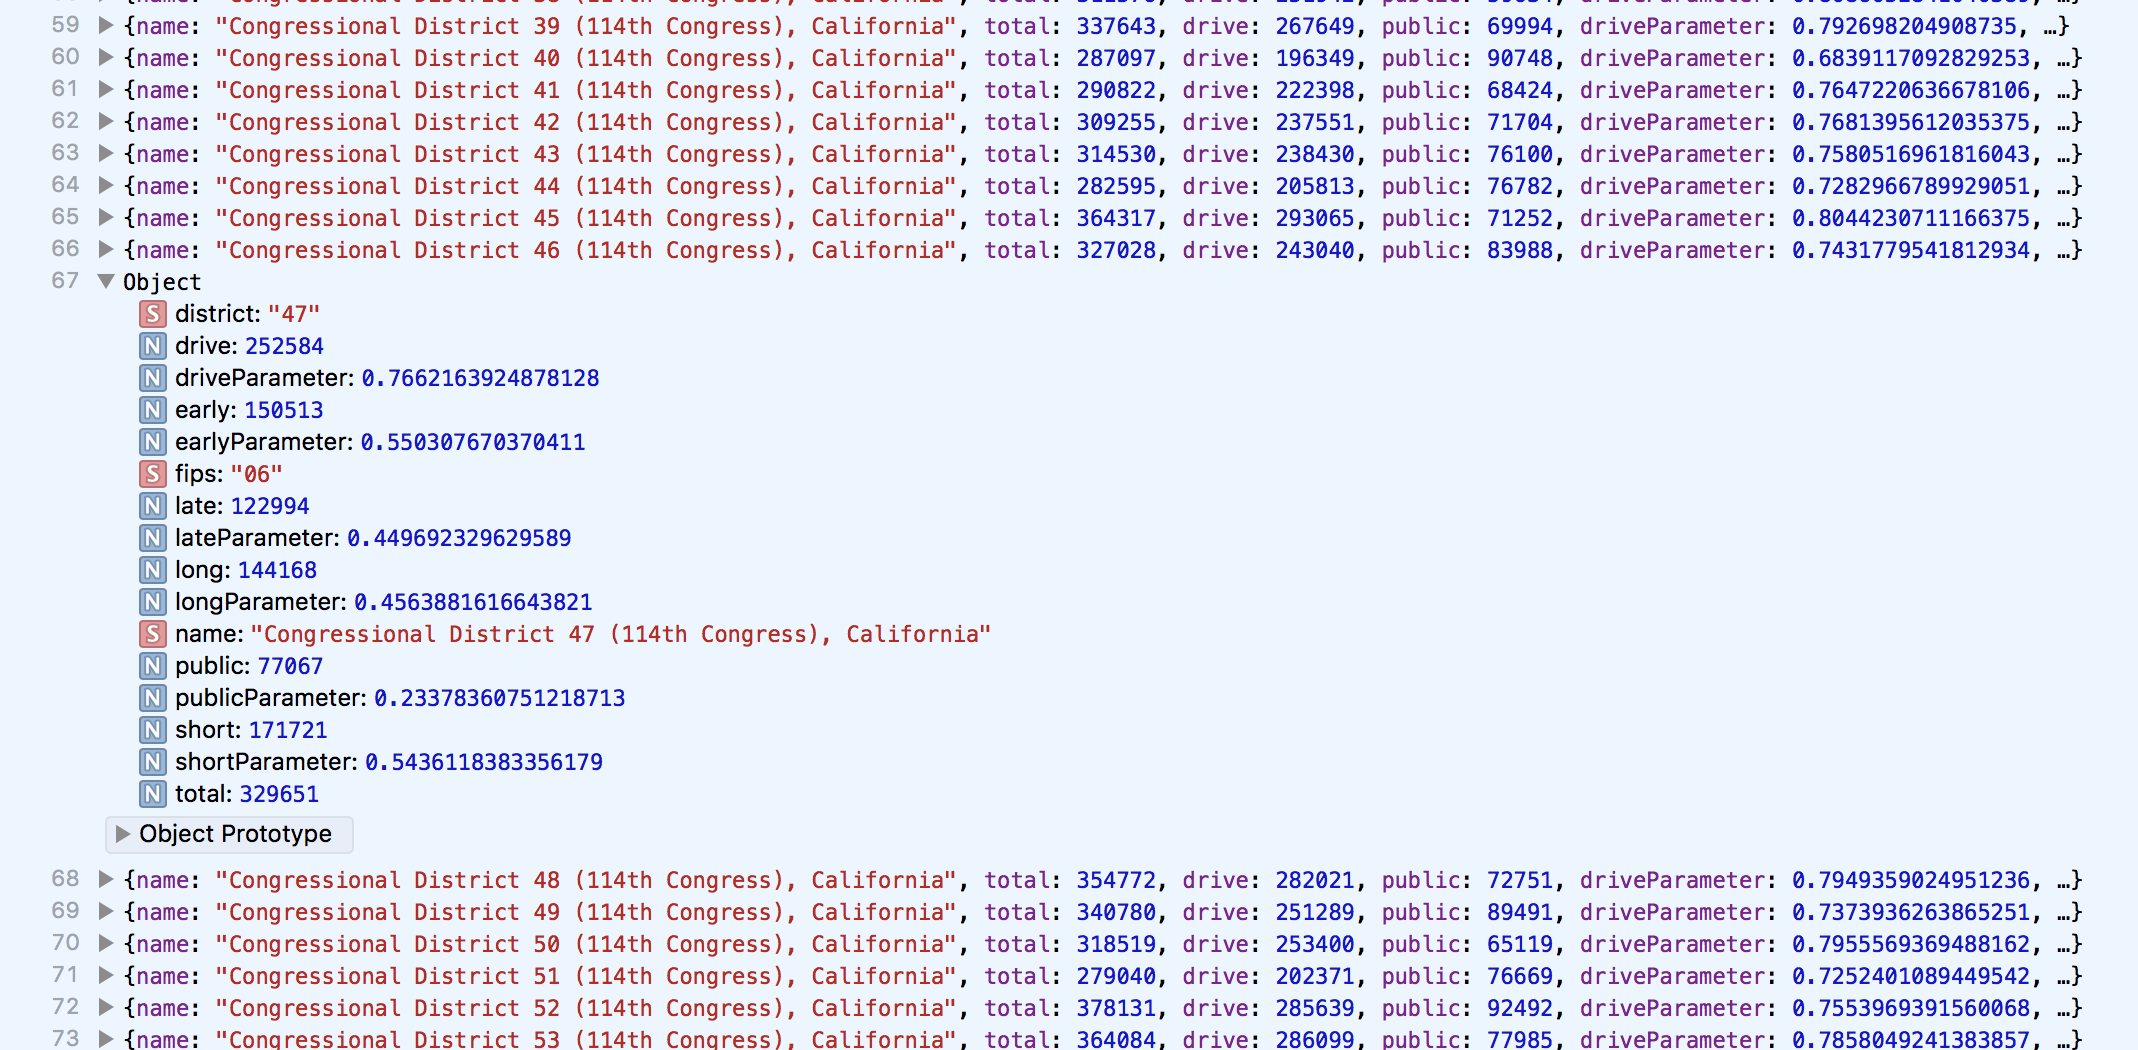 59 {name: "Congressional District 39 (114th Congress), California", total: 337643, drive: 267649, public: 69994, driveParameter: 0.792698204908735, …}
60 {name: "Congressional District 40 (114th Congress), California", total: 287097, drive: 196349, public: 90748, driveParameter: 0.6839117092829253, …}
61 {name: "Congressional District 41 (114th Congress), California", total: 290822, drive: 222398, public: 68424, driveParameter: 0.7647220636678106, …}
62 {name: "Congressional District 42 (114th Congress), California", total: 309255, drive: 237551, public: 71704, driveParameter: 0.7681395612035375, …}
63 {name: "Congressional District 43 (114th Congress), California", total: 314530, drive: 238430, public: 76100, driveParameter: 0.7580516961816043, …}
64 {name: "Congressional District 44 (114th Congress), California", total: 282595, drive: 205813, public: 76782, driveParameter: 0.7282966789929051, …}
65 {name: "Congressional District 45 (114th Congress), California", total: 364317, drive: 293065, public: 71252, driveParameter: 0.8044230711166375, …}
66 {name: "Congressional District 46 (114th Congress), California", total: 327028, drive: 243040, public: 83988, driveParameter: 0.7431779541812934, …}
67 Object
S district: "47"
N drive: 252584
N driveParameter: 0.7662163924878128
N early: 150513
N earlyParameter: 0.550307670370411
S fips: "06"
N late: 122994
N lateParameter: 0.449692329629589
N long: 144168
N longParameter: 0.4563881616643821
S name: "Congressional District 47 (114th Congress), California"
N public: 77067
N publicParameter: 0.23378360751218713
N short: 171721
N shortParameter: 0.5436118383356179
N total: 329651
Object Prototype
68 {name: "Congressional District 48 (114th Congress), California", total: 354772, drive: 282021, public: 72751, driveParameter: 0.7949359024951236, …}
69 {name: "Congressional District 49 (114th Congress), California", total: 340780, drive: 251289, public: 89491, driveParameter: 0.7373936263865251, …}
70 {name: "Congressional District 50 (114th Congress), California", total: 318519, drive: 253400, public: 65119, driveParameter: 0.7955569369488162, …}
71 {name: "Congressional District 51 (114th Congress), California", total: 279040, drive: 202371, public: 76669, driveParameter: 0.7252401089449542, …}
72 {name: "Congressional District 52 (114th Congress), California", total: 378131, drive: 285639, public: 92492, driveParameter: 0.7553969391560068, …}
73 {name: "Congressional District 53 (114th Congress), California", total: 364084, drive: 286099, public: 77985, driveParameter: 0.7858049241383857, …}